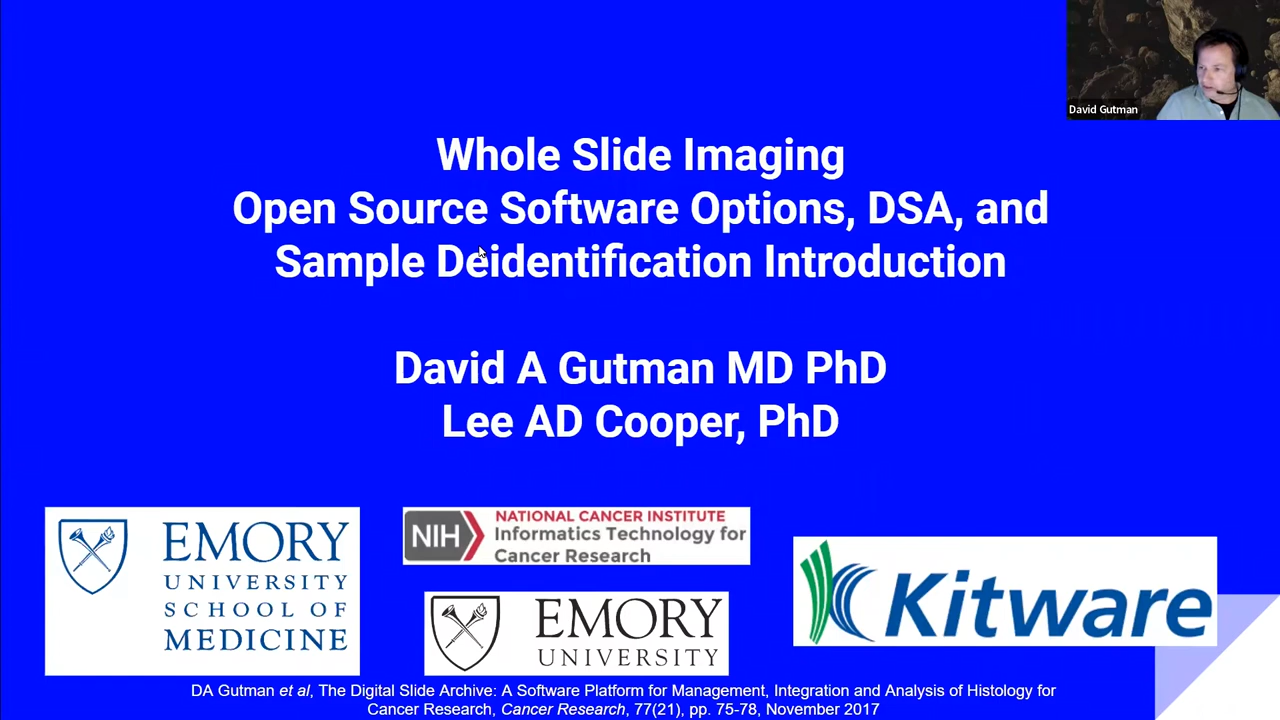 David Gutman
Whole Slide Imaging
Open Source Software Options, DSA, and
Sample Deidentification Introduction
David A Gutman MD PhD
Lee AD Cooper, PhD
EMORY
UNIVERSITY
SCHOOL OF
MEDICINE
NIH
NATIONAL CANCER INSTITUTE
Informatics Technology for
Cancer Research
EMORY
UNIVERSITY
Kitware
DA Gutman et al, The Digital Slide Archive: A Software Platform for Management, Integration and Analysis of Histology for
Cancer Research, Cancer Research, 77(21), pp. 75-78, November 2017